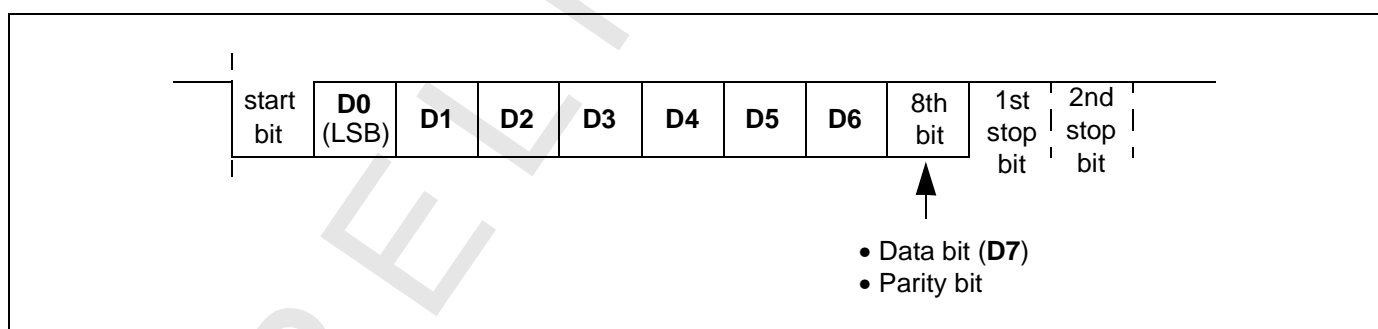 start
bit
D0
(LSB)
D1
D2
D3
D4
D5
D6
8th
bit
1st
stop
bit
2nd
stop
bit
• Data bit (D7)
• Parity bit